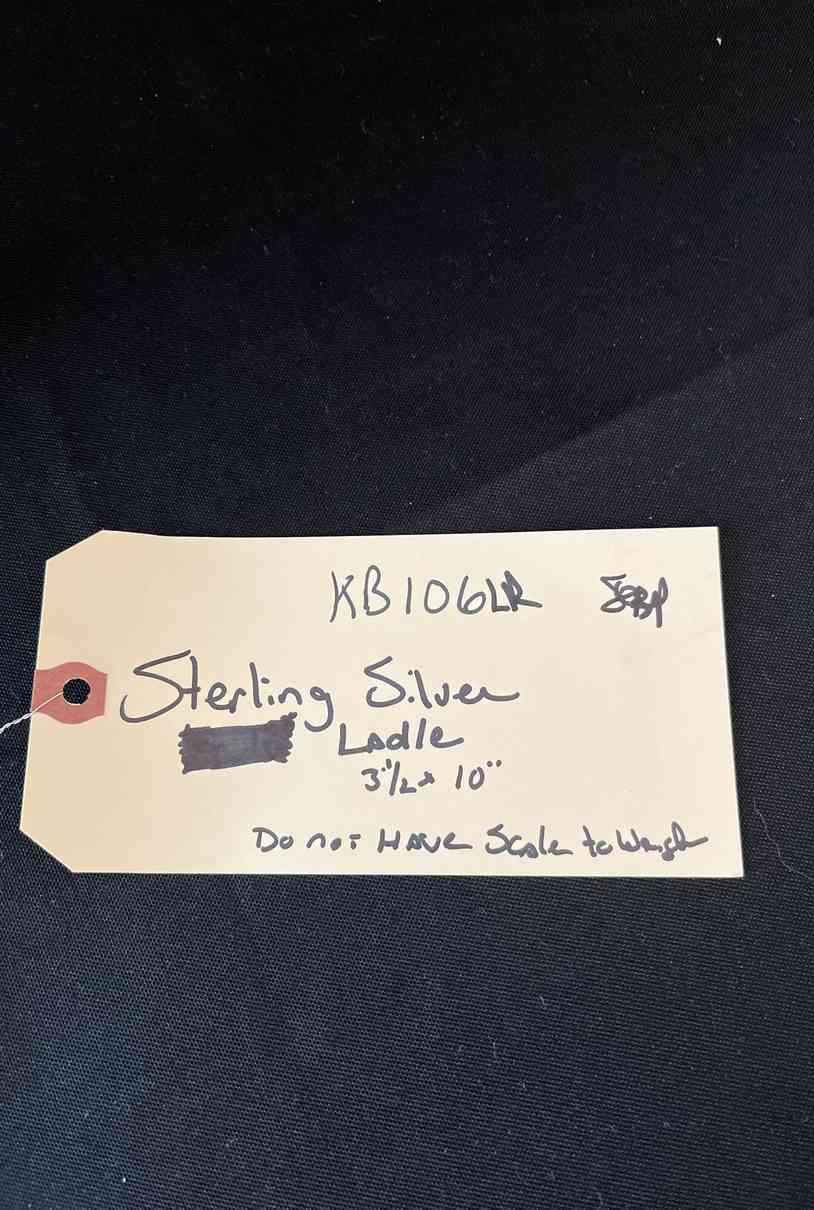 KB106LR
Sterling Silver
Ladle
3"½ x 10"
Do not Have Scale to Weigh